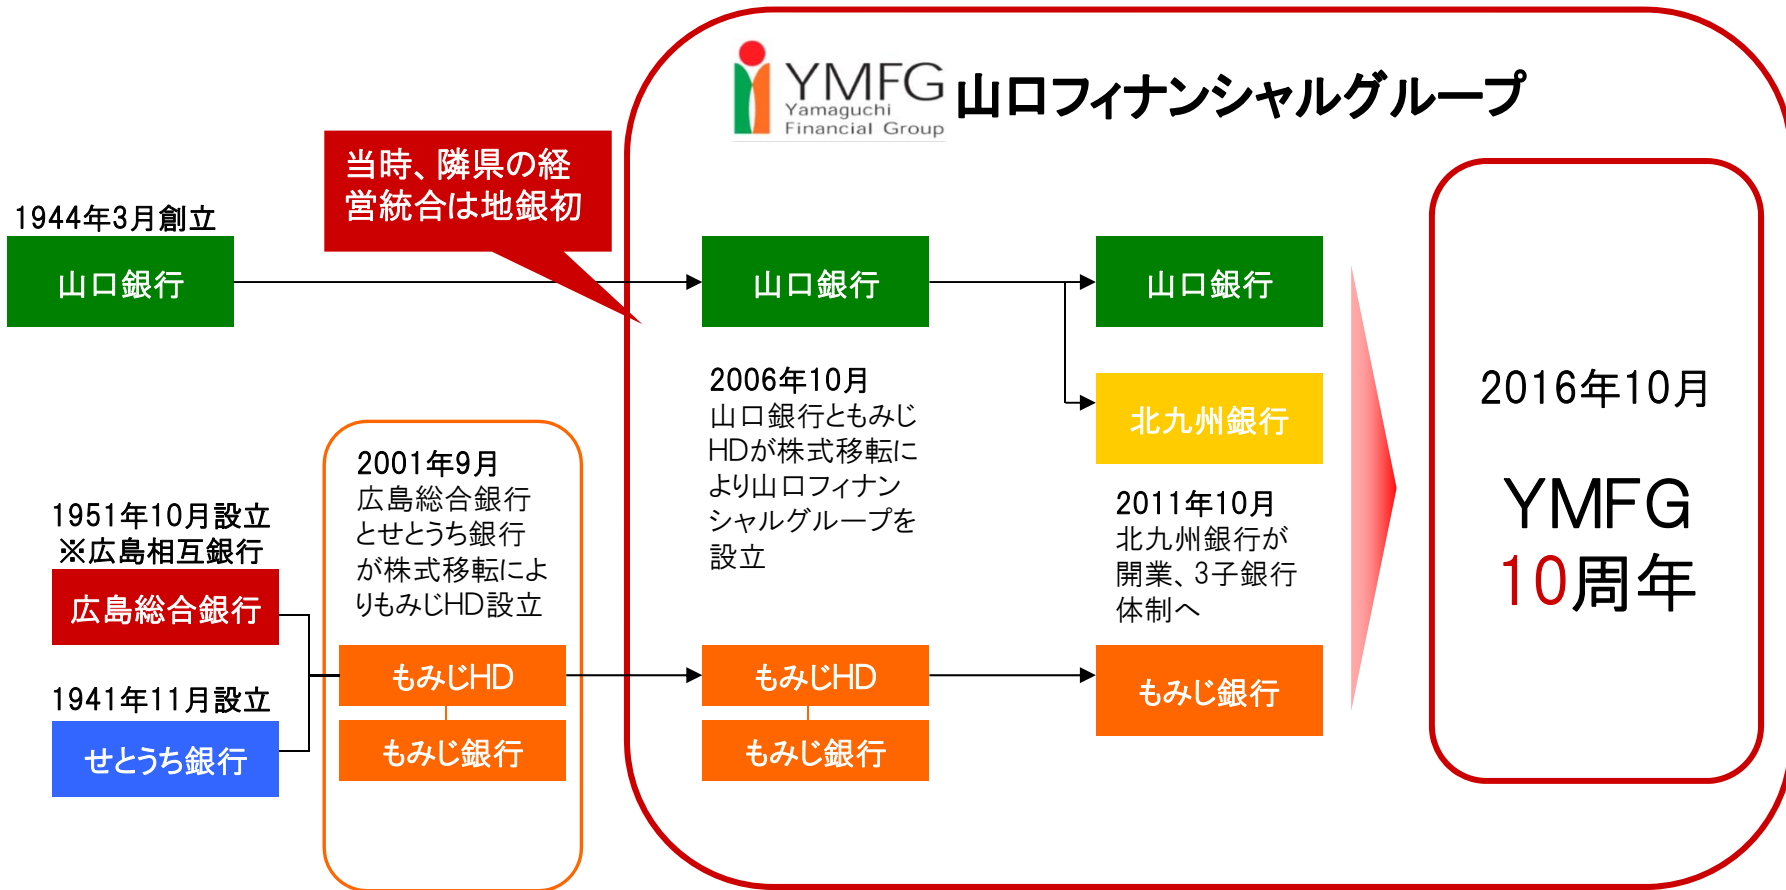 YMFG
Yamaguchi
Financial Group
山口フィナンシャルグループ
当時、隣県の経
営統合は地銀初
1944年3月創立
山口銀行
山口銀行
山口銀行
2006年10月
山口銀行ともみじ
HDが株式移転に
より山口フィナン
シャルグループを
設立
北九州銀行
2011年10月
北九州銀行が
開業、3子銀行
体制へ
2001年9月
広島総合銀行
とせとうち銀行
が株式移転によ
りもみじHD設立
1951年10月設立
※広島相互銀行
広島総合銀行
1941年11月設立
せとうち銀行
もみじHD
もみじ銀行
もみじHD
もみじ銀行
もみじ銀行
2016年10月
YMFG
10周年